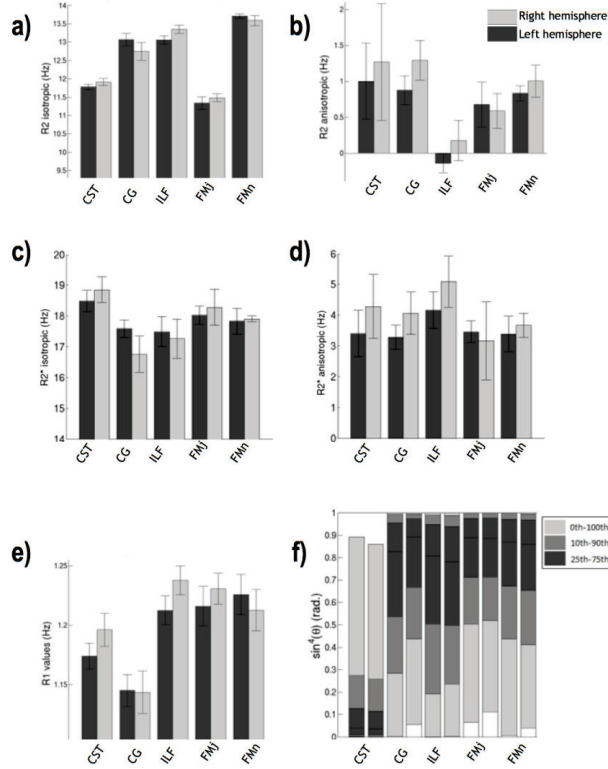 a)
R2 isotropic (Hz)
14
13.5
13
12.5
12
11.5
11
10.5
10
9.5
CST
CG
ILF
FMj
FMn
b)
R2 anisotropic (Hz)
2
1.5
1
0.5
0
CST
CG
ILF
FMj
FMn
Right hemisphere
Left hemisphere
c)
R2* isotropic (Hz)
20
19
18
17
16
15
14
CST
CG
ILF
FMj
FMn
d)
R2* anisotropic (Hz)
6
5
4
3
2
1
0
CST
CG
ILF
FMj
FMn
e)
R1 values (Hz)
1.25
1.2
1.15
CST
CG
ILF
FMj
FMn
f)
sin⁴(θ) (rad.)
1
0.9
0.8
0.7
0.6
0.5
0.4
0.3
0.2
0.1
0
CST
CG
ILF
FMj
FMn
0th-100th
10th-90th
25th-75th